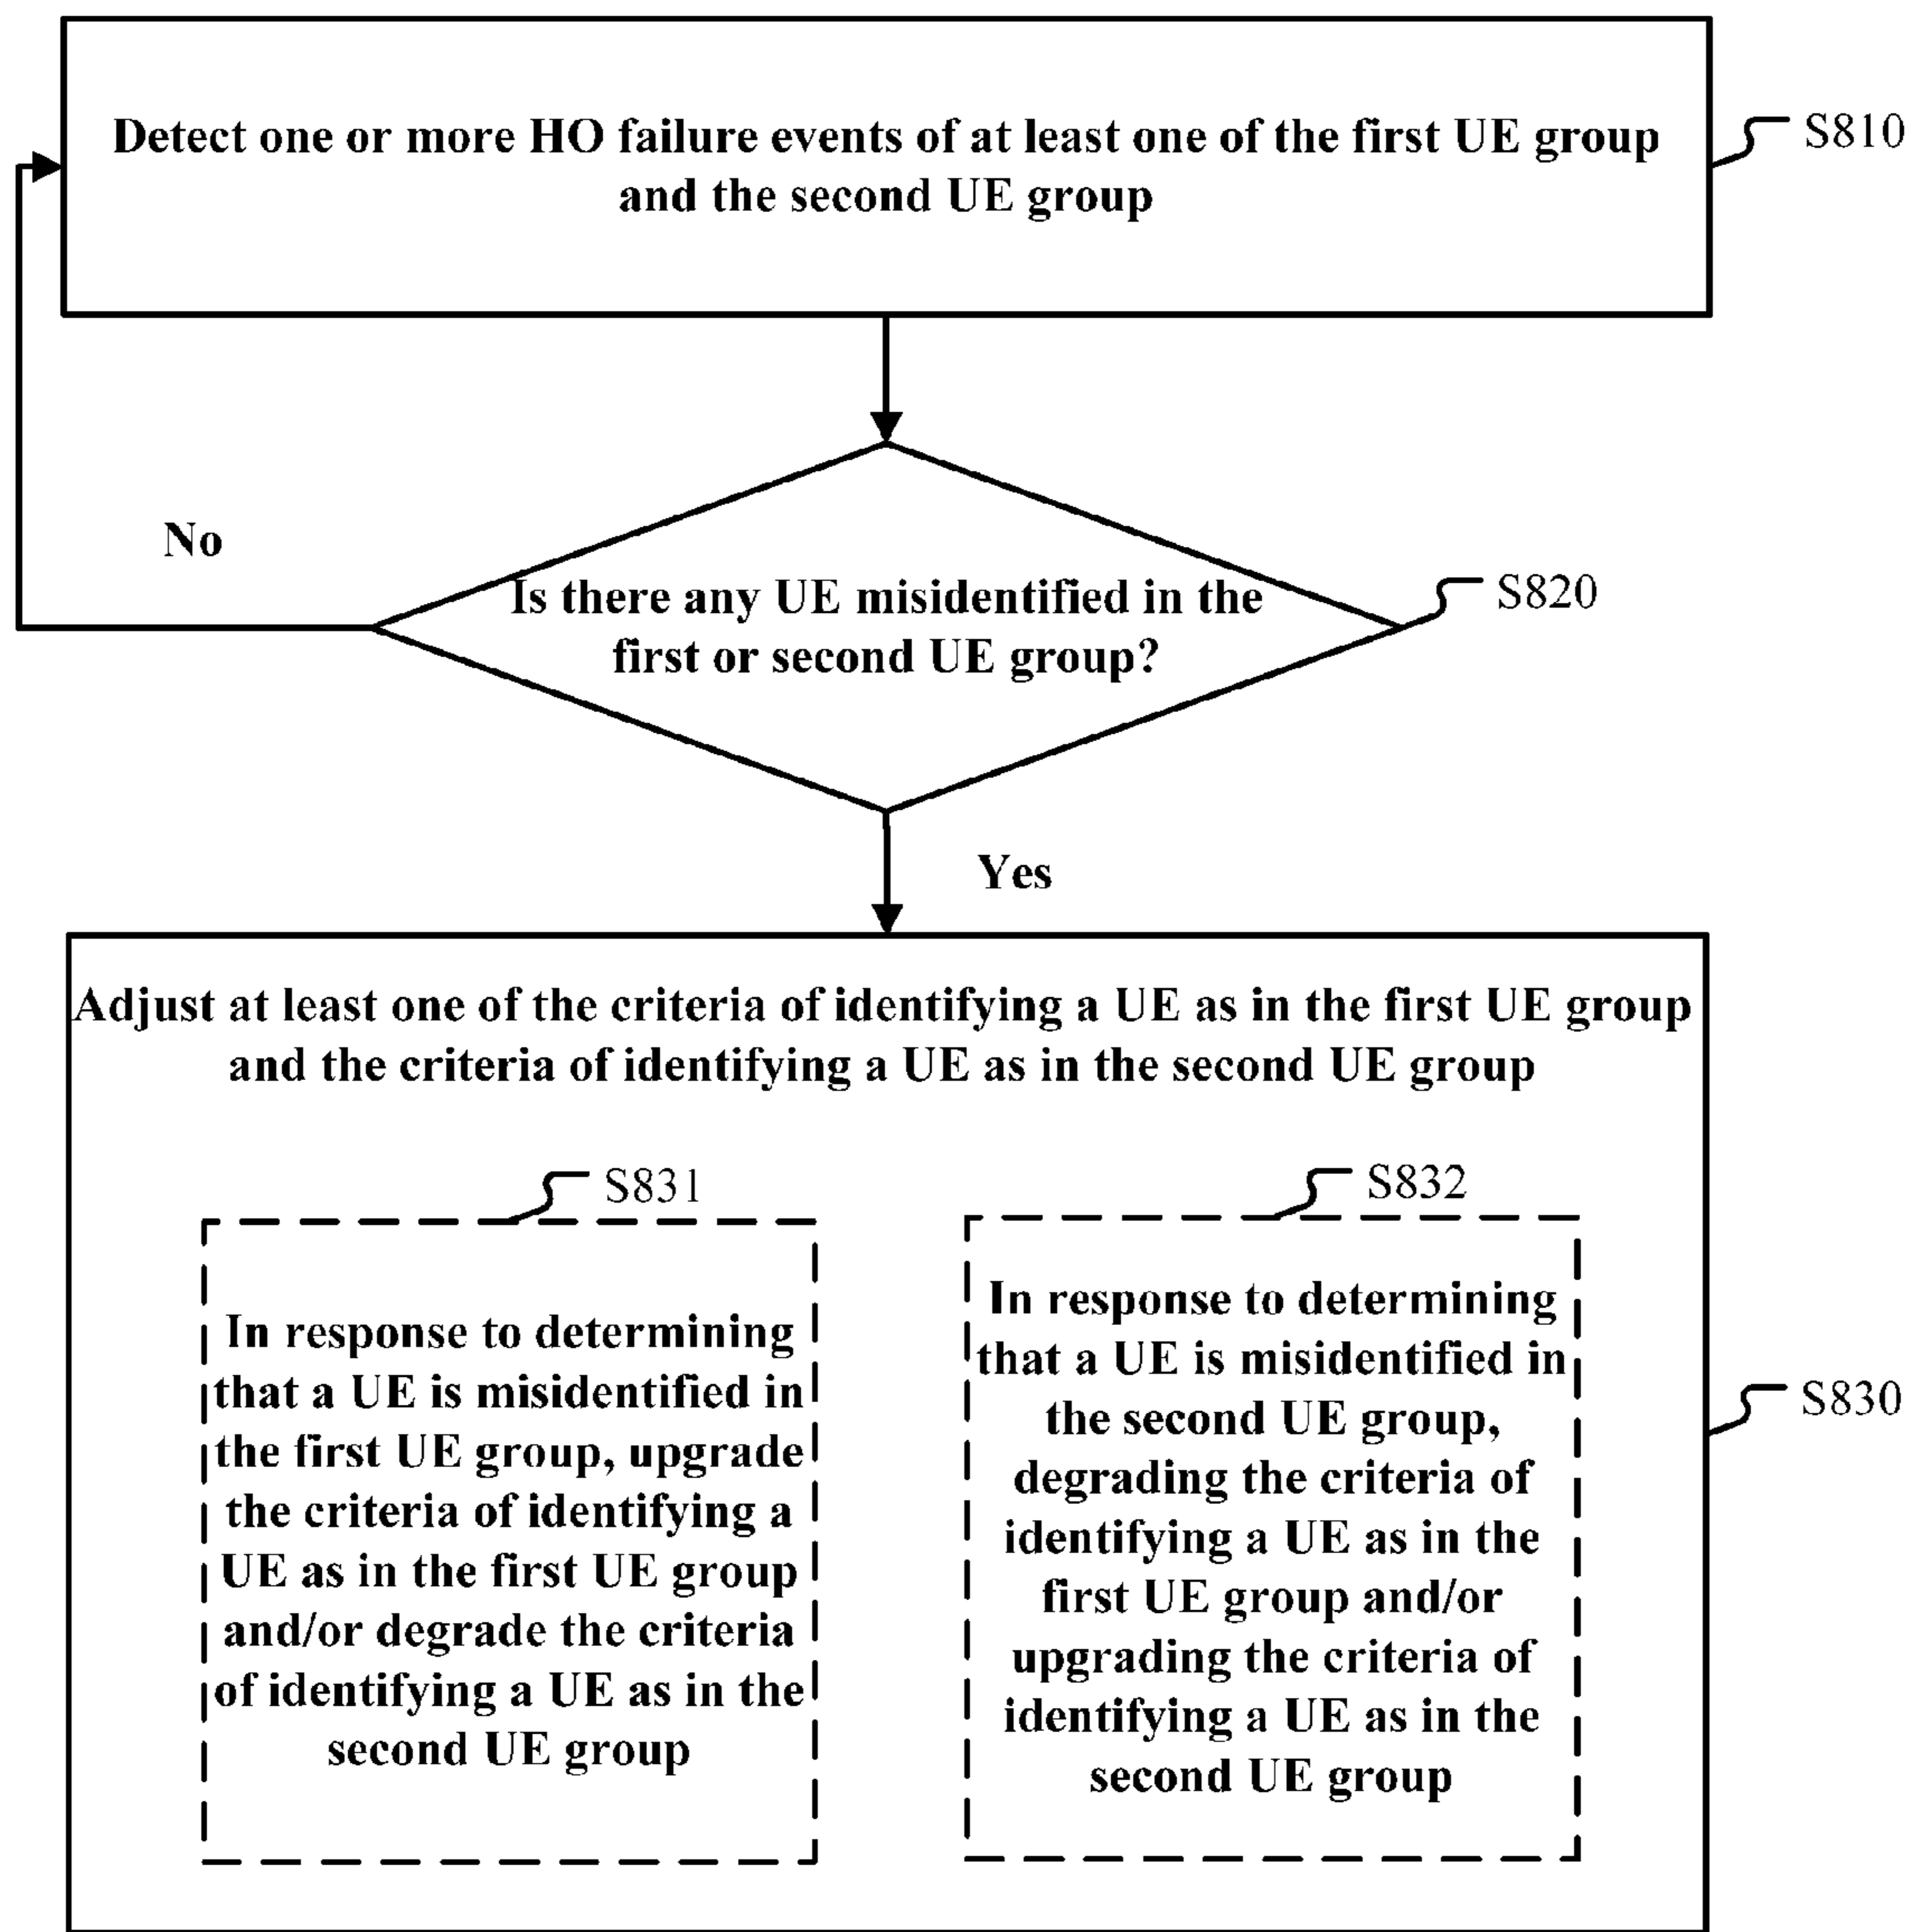 Detect one or more HO failure events of at least one of the first UE group
and the second UE group
S810
No
Is there any UE misidentified in the
first or second UE group?
S820
Yes
Adjust at least one of the criteria of identifying a UE as in the first UE group
and the criteria of identifying a UE as in the second UE group
S831
In response to determining
that a UE is misidentified in
the first UE group, upgrade
the criteria of identifying a
UE as in the first UE group
and/or degrade the criteria
of identifying a UE as in the
second UE group
S832
In response to determining
that a UE is misidentified in
the second UE group,
degrading the criteria of
identifying a UE as in the
first UE group and/or
upgrading the criteria of
identifying a UE as in the
second UE group
S830